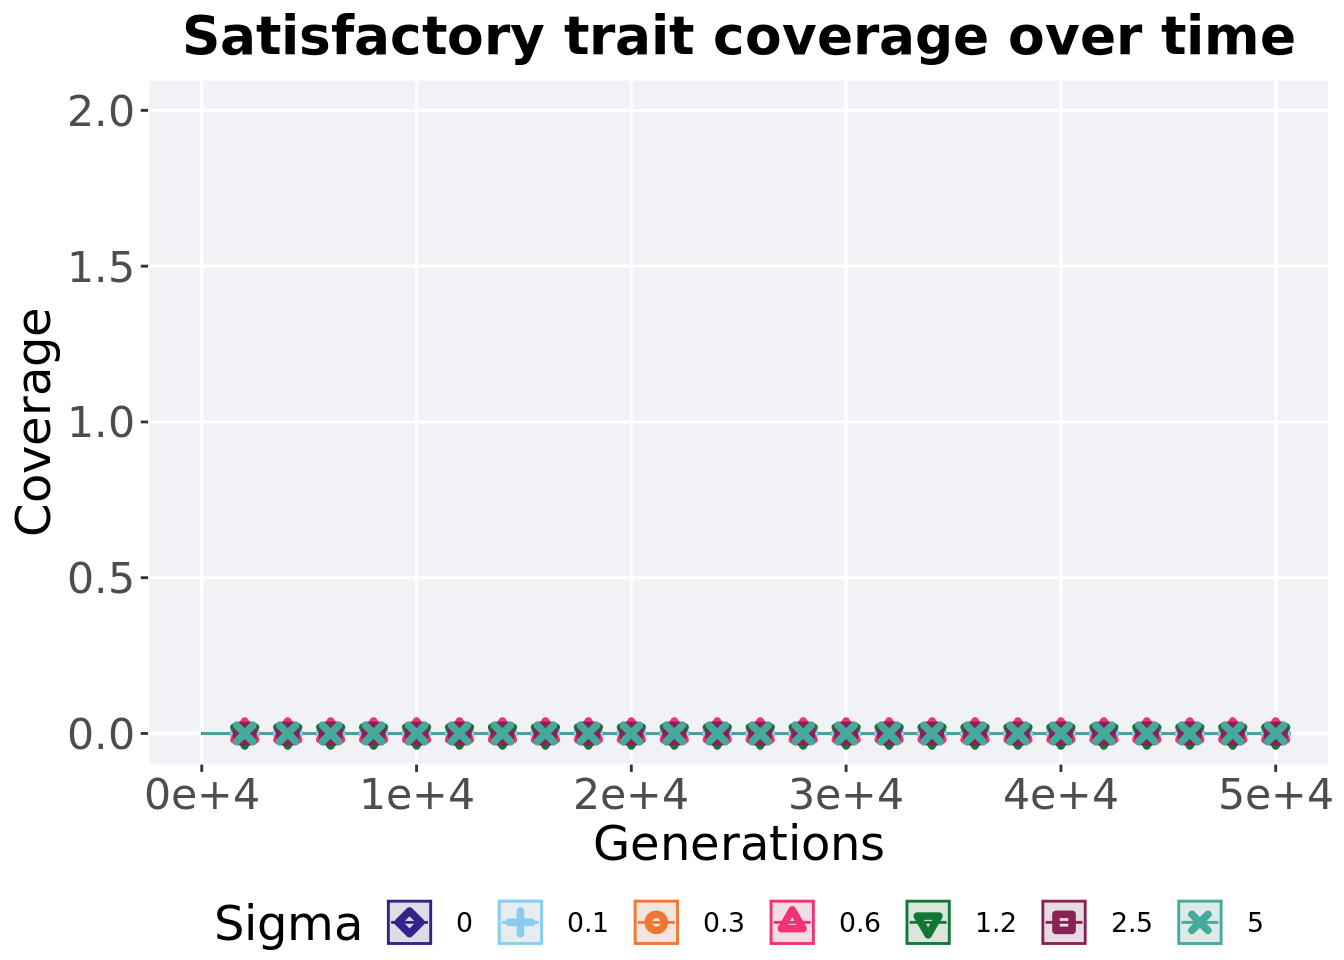 Satisfactory trait coverage over time
2.0
1.5
1.0
0.5
0.0
Coverage
0e+4 1e+4 2e+4 3e+4 4e+4 5e+4
Generations
Sigma 0 0.1 0.3 0.6 1.2 2.5 5